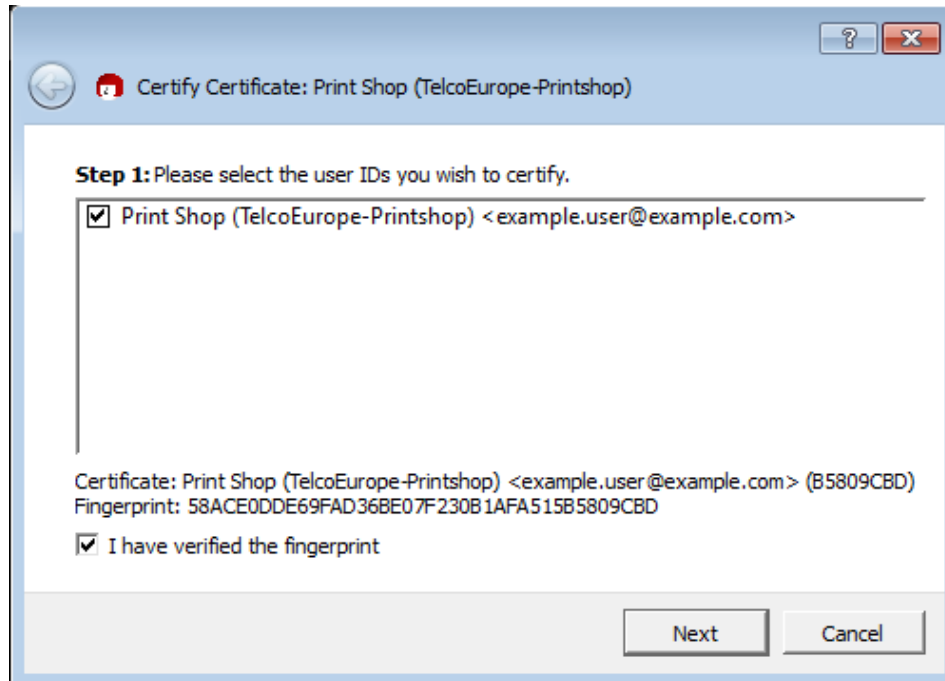 Certify Certificate: Print Shop (TelcoEurope-Printshop)
Step 1: Please select the user IDs you wish to certify.
Print Shop (TelcoEurope-Printshop) <example.user@example.com>
Certificate: Print Shop (TelcoEurope-Printshop) <example.user@example.com> (B5809CBD)
Fingerprint: 58ACE0DDE69FAD36BE07F230B1AFA515B5809CBD
I have verified the fingerprint
Next Cancel